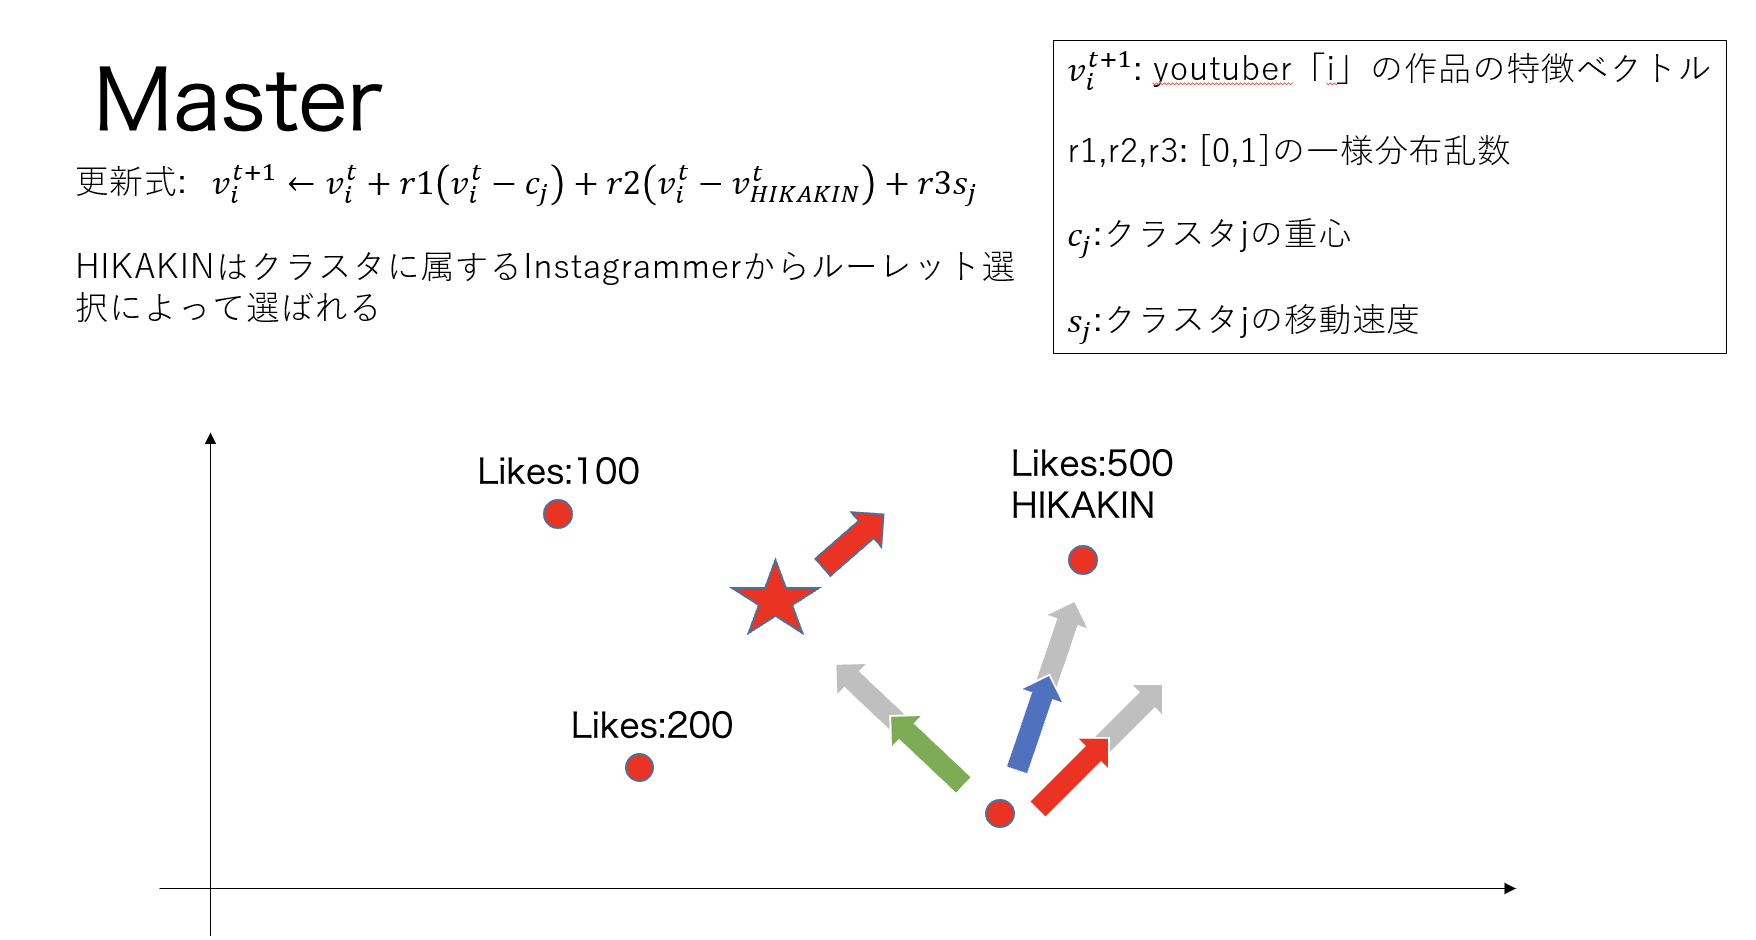 Master
更新式: v_i^{t+1} ← v_i^t + r1(v_i^t − c_j) + r2(v_i^t − v_{HIKAKIN}^t) + r3s_j
HIKAKINはクラスタに属するInstagrammerからルーレット選
択によって選ばれる
v_i^{t+1}: youtuber「i」の作品の特徴ベクトル
r1,r2,r3: [0,1]の一様分布乱数
c_j:クラスタjの重心
s_j:クラスタjの移動速度
Likes:100
Likes:500
HIKAKIN
Likes:200